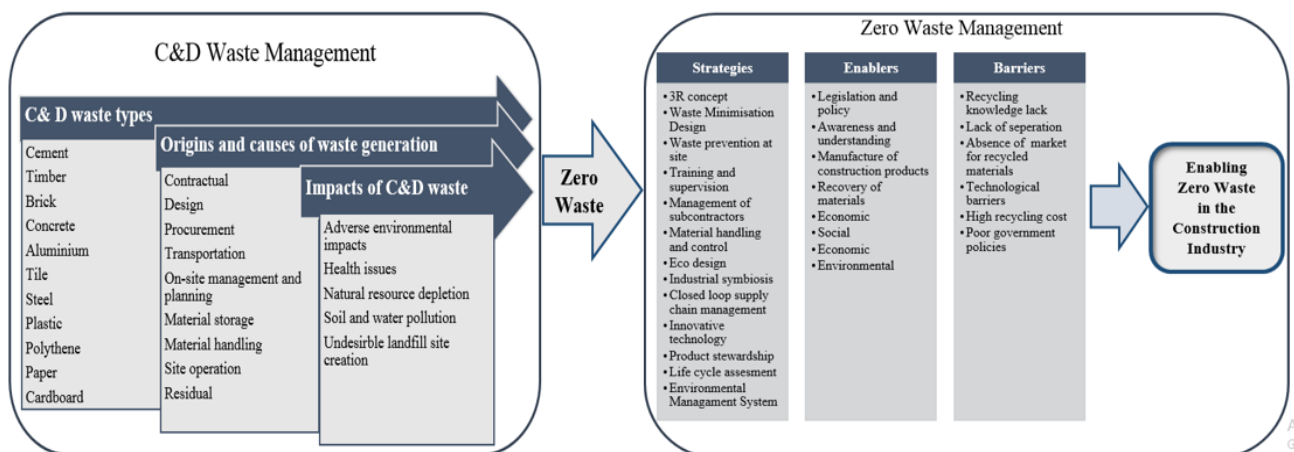 C&D Waste Management
C& D waste types
Cement
Timber
Brick
Concrete
Aluminium
Tile
Steel
Plastic
Polythene
Paper
Cardboard
Origins and causes of waste generation
Contractual
Design
Procurement
Transportation
On-site management and
planning
Material storage
Material handling
Site operation
Residual
Impacts of C&D waste
Adverse environmental
impacts
Health issues
Natural resource depletion
Soil and water pollution
Undesirble landfill site
creation
Zero
Waste
Zero Waste Management
Strategies
• 3R concept
• Waste Minimisation
Design
• Waste prevention at
site
• Training and
supervision
• Management of
subcontractors
• Material handling
and control
• Eco design
• Industrial symbiosis
• Closed loop supply
chain management
• Innovative
technology
• Product stewardship
• Life cycle assesment
• Environmental
Managament System
Enablers
• Legislation and
policy
• Awareness and
understanding
• Manufacture of
construction products
• Recovery of
materials
• Economic
• Social
• Economic
• Environmental
Barriers
• Recycling
knowledge lack
• Lack of seperation
• Absence of market
for recycled
materials
• Technological
barriers
• High recycling cost
• Poor government
policies
Enabling
Zero Waste
in the
Construction
Industry